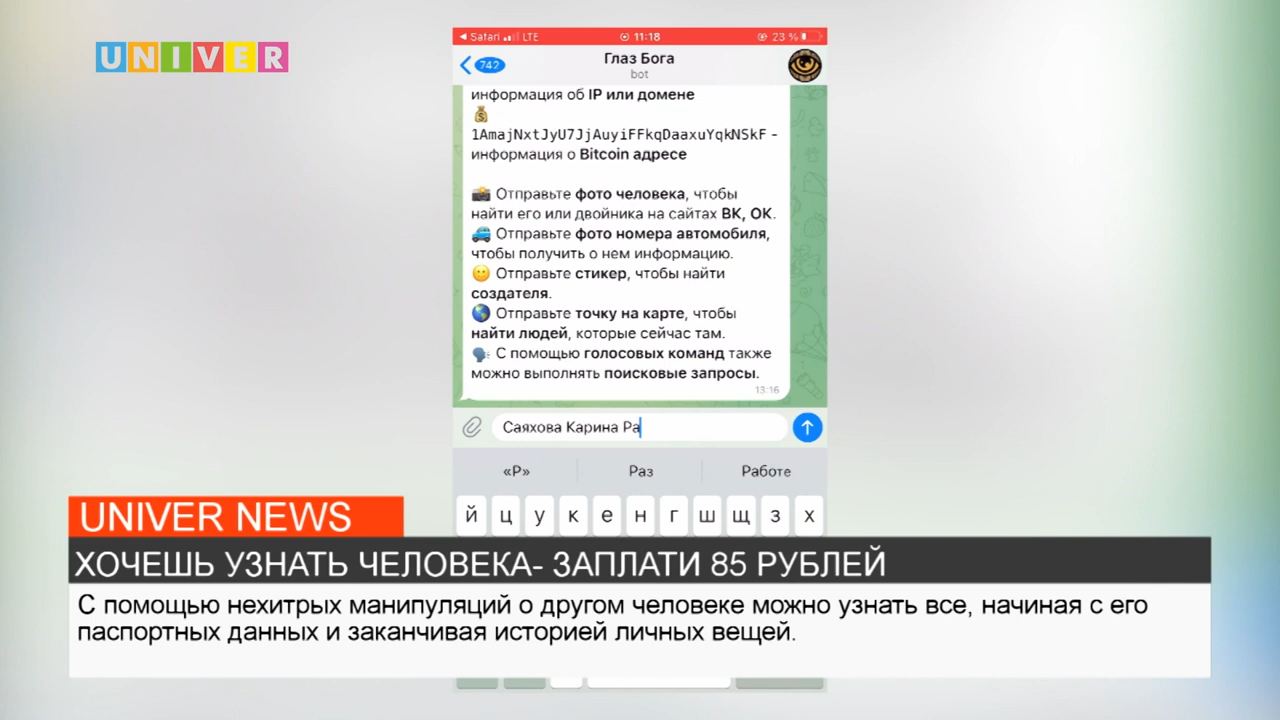 UNIVER
Safari LTE 11:18 23 %
742
Глаз Бога
bot
информация об IP или домене
1AmajNxtJyU7JjAuyiFFkqDaaxuYqkNSkF -
информация о Bitcoin адресе
Отправьте фото человека, чтобы
найти его или двойника на сайтах ВК, ОК.
Отправьте фото номера автомобиля,
чтобы получить о нем информацию.
Отправьте стикер, чтобы найти
создателя.
Отправьте точку на карте, чтобы
найти людей, которые сейчас там.
С помощью голосовых команд также
можно выполнять поисковые запросы.
13:16
Саяхова Карина Ра
«Р» Раз Работе
й ц у к е н г ш щ з х
UNIVER NEWS
ХОЧЕШЬ УЗНАТЬ ЧЕЛОВЕКА- ЗАПЛАТИ 85 РУБЛЕЙ
С помощью нехитрых манипуляций о другом человеке можно узнать все, начиная с его
паспортных данных и заканчивая историей личных вещей.